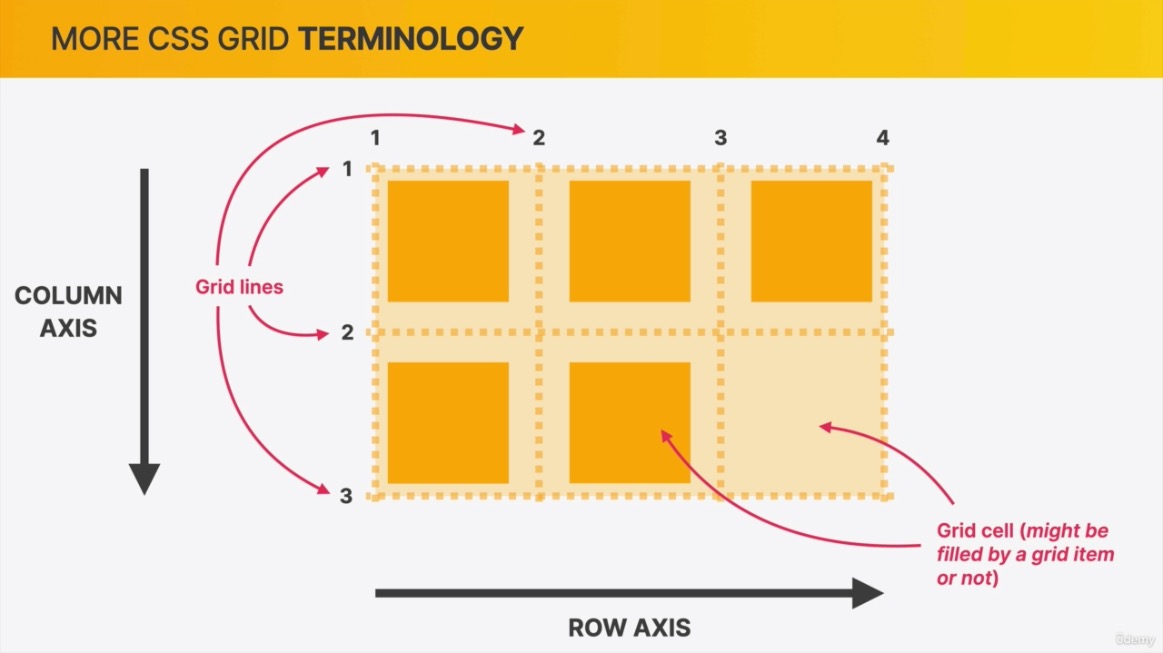 MORE CSS GRID TERMINOLOGY
1 2 3 4
1
Grid lines
COLUMN
AXIS
2
3
Grid cell (might be
filled by a grid item
or not)
ROW AXIS
ûdemy